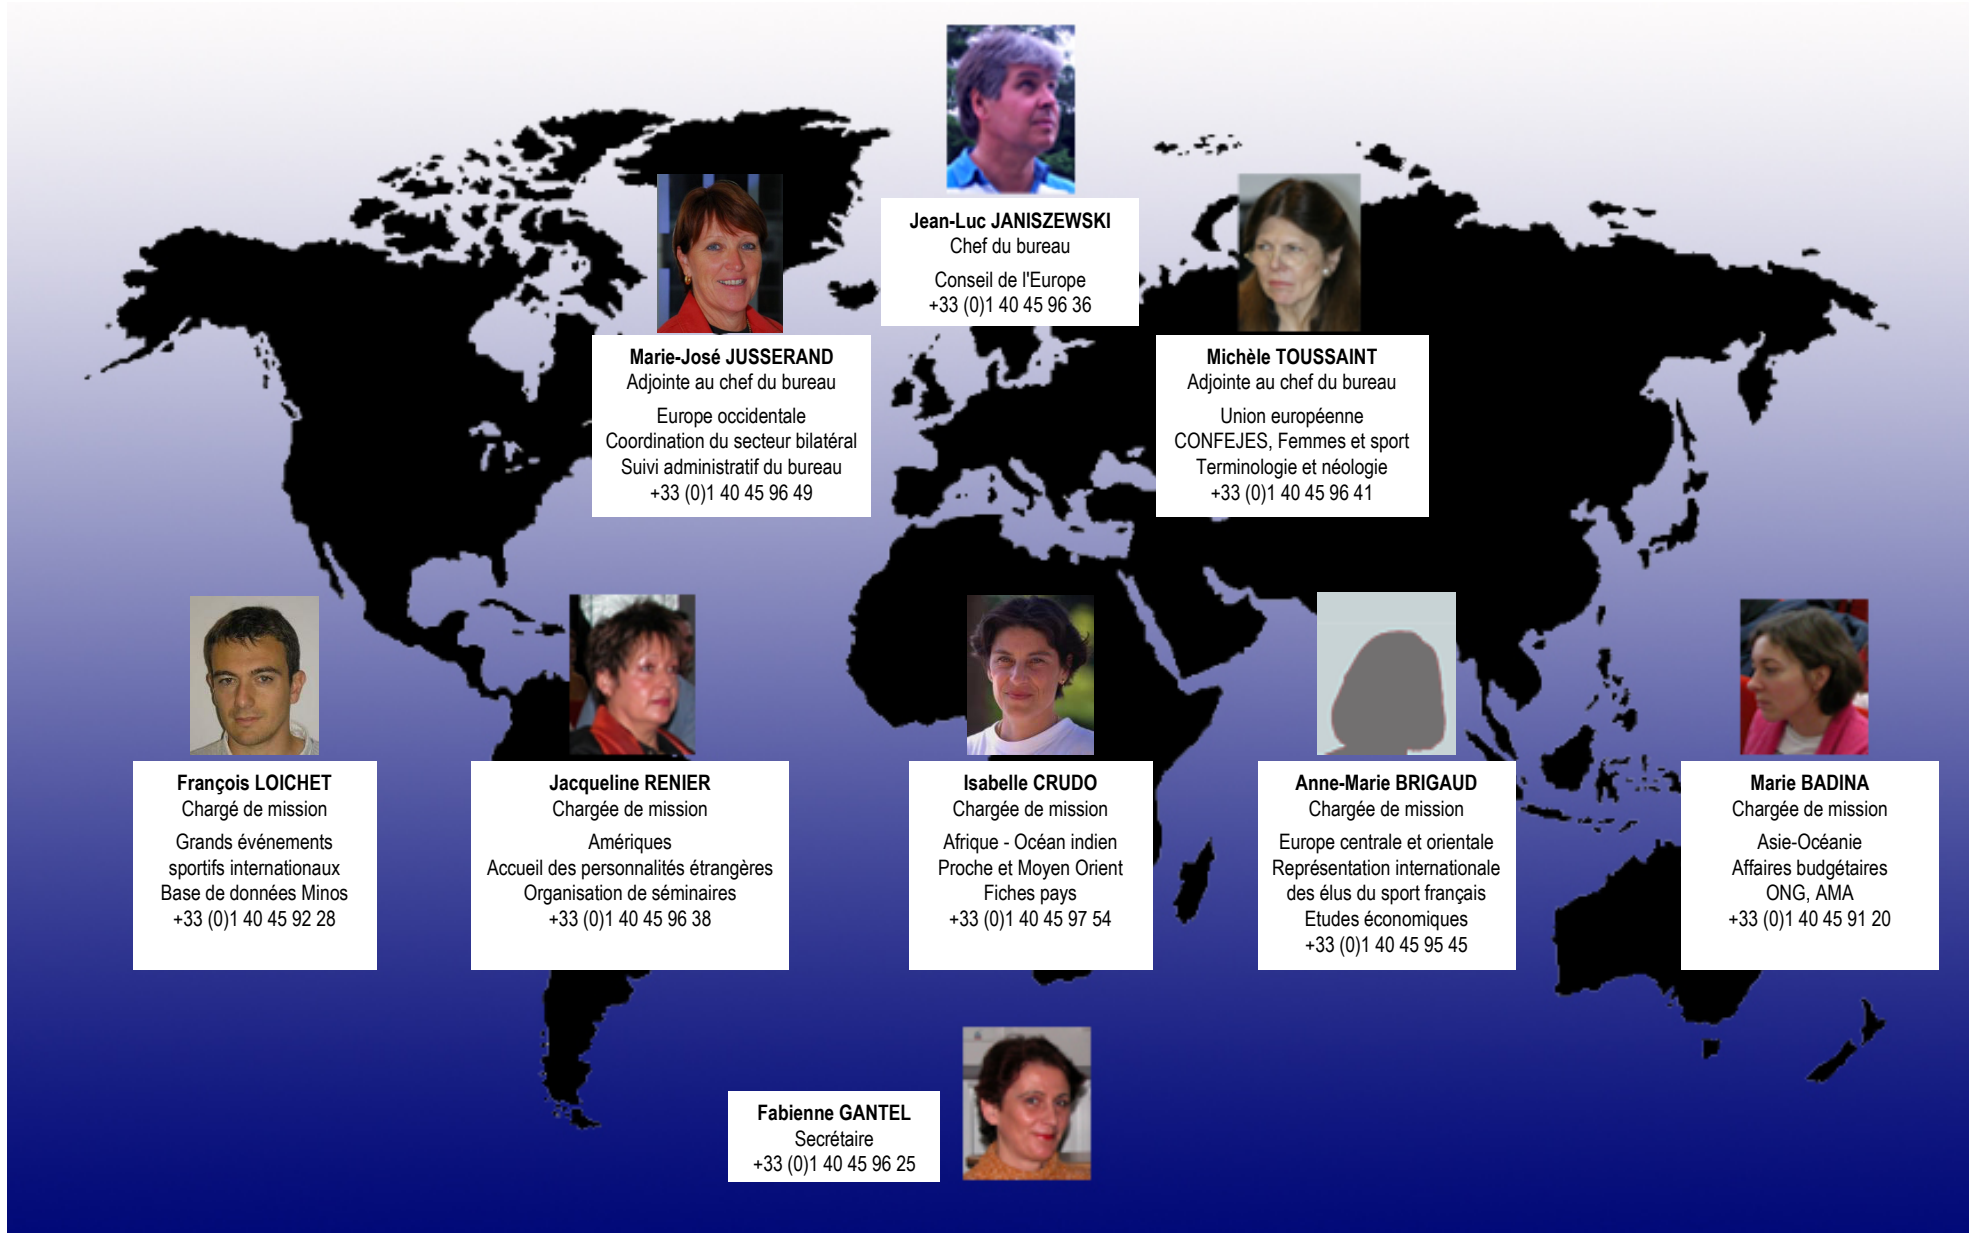 Jean-Luc JANISZEWSKI
Chef du bureau
Conseil de l'Europe
+33 (0)1 40 45 96 36
Marie-José JUSSERAND
Adjointe au chef du bureau
Europe occidentale
Coordination du secteur bilatéral
Suivi administratif du bureau
+33 (0)1 40 45 96 49
Michèle TOUSSAINT
Adjointe au chef du bureau
Union européenne
CONFEJES, Femmes et sport
Terminologie et néologie
+33 (0)1 40 45 96 41
François LOICHET
Chargé de mission
Grands événements
sportifs internationaux
Base de données Minos
+33 (0)1 40 45 92 28
Jacqueline RENIER
Chargée de mission
Amériques
Accueil des personnalités étrangères
Organisation de séminaires
+33 (0)1 40 45 96 38
Isabelle CRUDO
Chargée de mission
Afrique - Océan indien
Proche et Moyen Orient
Fiches pays
+33 (0)1 40 45 97 54
Anne-Marie BRIGAUD
Chargée de mission
Europe centrale et orientale
Représentation internationale
des élus du sport français
Etudes économiques
+33 (0)1 40 45 95 45
Marie BADINA
Chargée de mission
Asie-Océanie
Affaires budgétaires
ONG, AMA
+33 (0)1 40 45 91 20
Fabienne GANTEL
Secrétaire
+33 (0)1 40 45 96 25